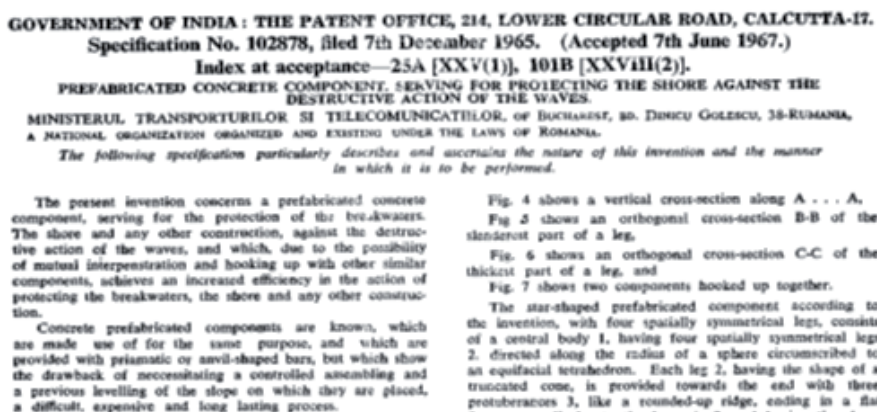 GOVERNMENT OF INDIA : THE PATENT OFFICE, 214, LOWER CIRCULAR ROAD, CALCUTTA-17.
Specification No. 102878, filed 7th December 1965. (Accepted 7th June 1967.)
Index at acceptance—25A [XXV(1)], 101B [XXVIII(2)].
PREFABRICATED CONCRETE COMPONENT, SERVING FOR PROTECTING THE SHORE AGAINST THE
DESTRUCTIVE ACTION OF THE WAVES.
MINISTERUL TRANSPORTURILOR SI TELECOMUNICATIILOR, OF BUCHAREST, BD. DINICU GOLESCU, 38-RUMANIA,
A NATIONAL ORGANIZATION ORGANIZED AND EXISTING UNDER THE LAWS OF ROMANIA.
The following specification particularly describes and ascertains the nature of this invention and the manner
in which it is to be performed.
The present invention concerns a prefabricated concrete
component, serving for the protection of the breakwaters.
The shore and any other construction, against the destruc-
tive action of the waves, and which, due to the possibility
of mutual interpenstration and hooking up with other similar
components, achieves an increased efficiency in the action of
protecting the breakwaters, the shore and any other construc-
tion.
Concrete prefabricated components are known, which
are made use of for the same purpose, and which are
provided with priamatic or anvil-shaped bars, but which show
the drawback of neccessitating a controlled assembling and
a previous levelling of the slope on which they are placed,
a difficult, expensive and long lasting process.
Fig. 4 shows a vertical cross-section along A . . . A,
Fig 5 shows an orthogonal cross-section B-B of the
slenderest part of a leg,
Fig. 6 shows an orthogonal cross-section C-C of the
thickest part of a leg, and
Fig. 7 shows two components hooked up together.
The star-shaped prefabricated component according to
the invention, with four spatially symmetrical legs, consists
of a central body 1, having four spatially symmetrical legs
2, directed along the radius of a sphere circumscribed to
an equifacial tetrahedron. Each leg 2, having the shape of a
truncated cone, is provided towards the end with three
protuberances 3, like a rounded-up ridge, ending in a flat